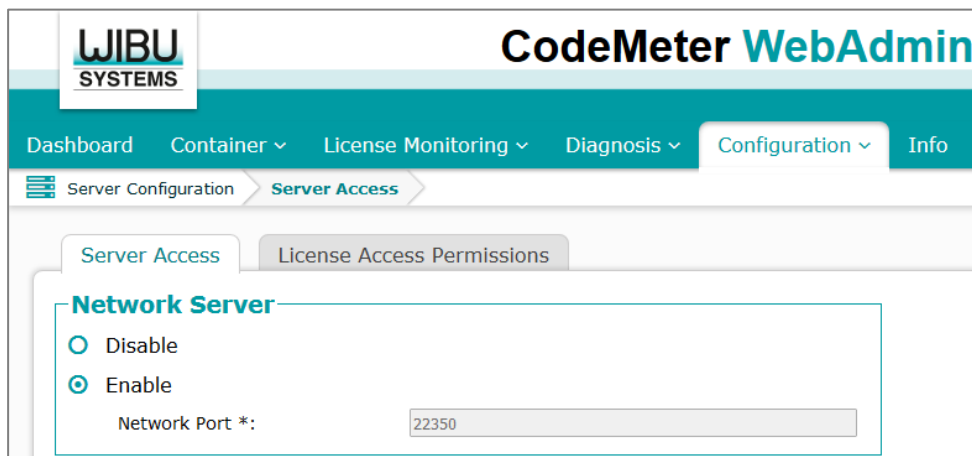 WIBU
SYSTEMS
CodeMeter WebAdmin
Dashboard Container License Monitoring Diagnosis Configuration Info
Server Configuration Server Access
Server Access License Access Permissions
Network Server
Disable
Enable
Network Port *: 22350